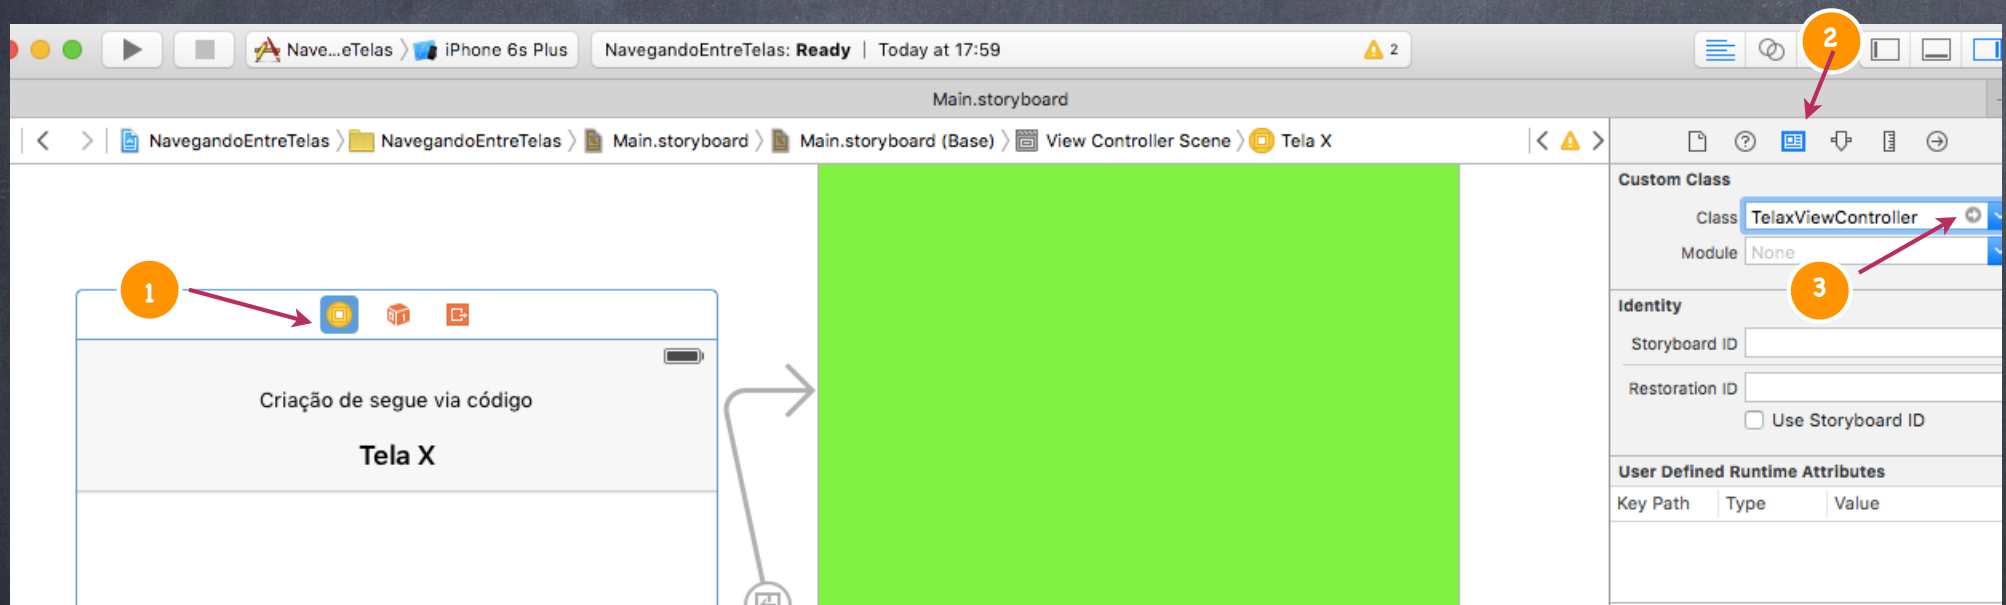 2
Nave...eTelas iPhone 6s Plus NavegandoEntreTelas: Ready | Today at 17:59 2
Main.storyboard
NavegandoEntreTelas NavegandoEntreTelas Main.storyboard Main.storyboard (Base) View Controller Scene Tela X
Custom Class
Class TelaxViewController
Module None
3
1
Identity
Storyboard ID
Restoration ID
Use Storyboard ID
Criação de segue via código
Tela X
User Defined Runtime Attributes
Key Path Type Value